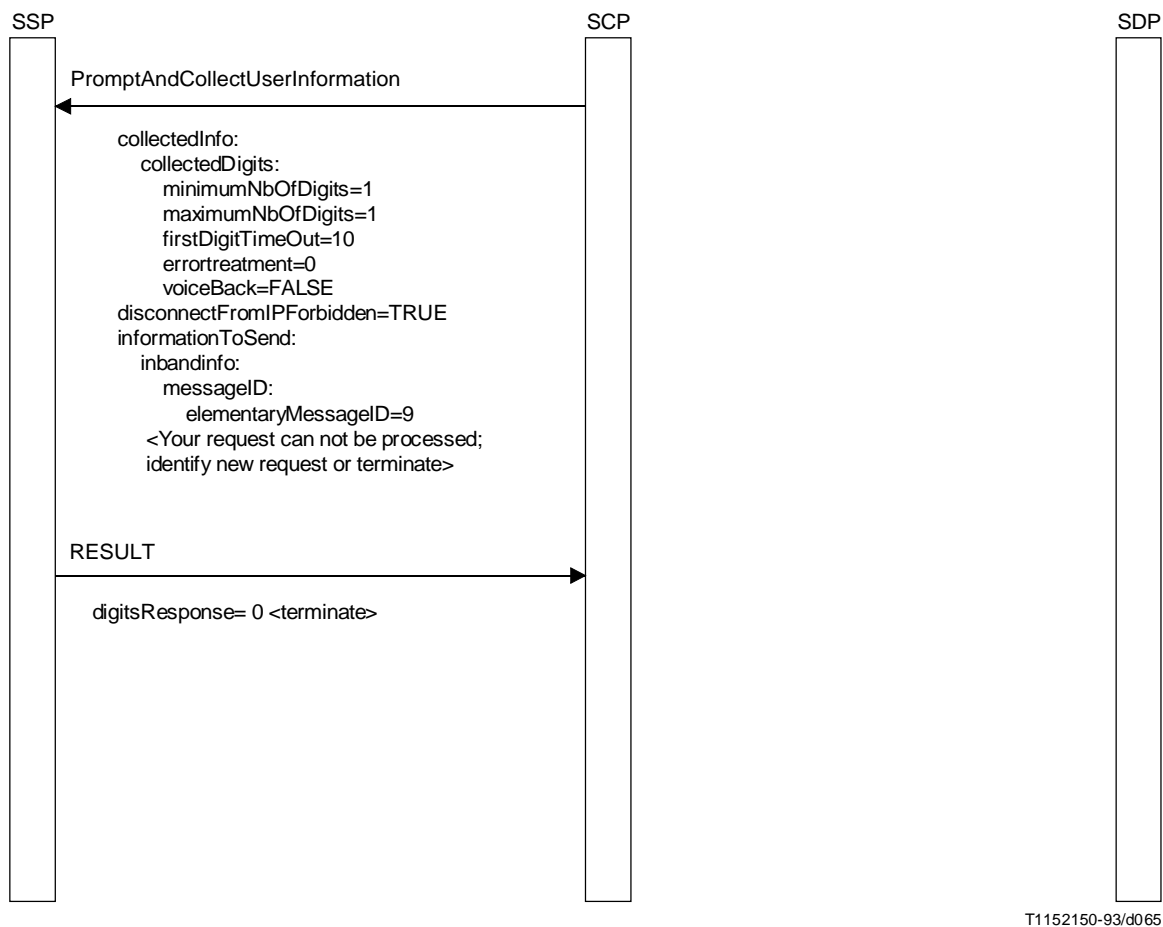 SSP SCP SDP
PromptAndCollectUserInformation
collectedInfo:
collectedDigits:
minimumNbOfDigits=1
maximumNbOfDigits=1
firstDigitTimeOut=10
errortreatment=0
voiceBack=FALSE
disconnectFromIPForbidden=TRUE
informationToSend:
inbandinfo:
messageID:
elementaryMessageID=9
<Your request can not be processed;
identify new request or terminate>
RESULT
digitsResponse= 0 <terminate>
T1152150-93/d065